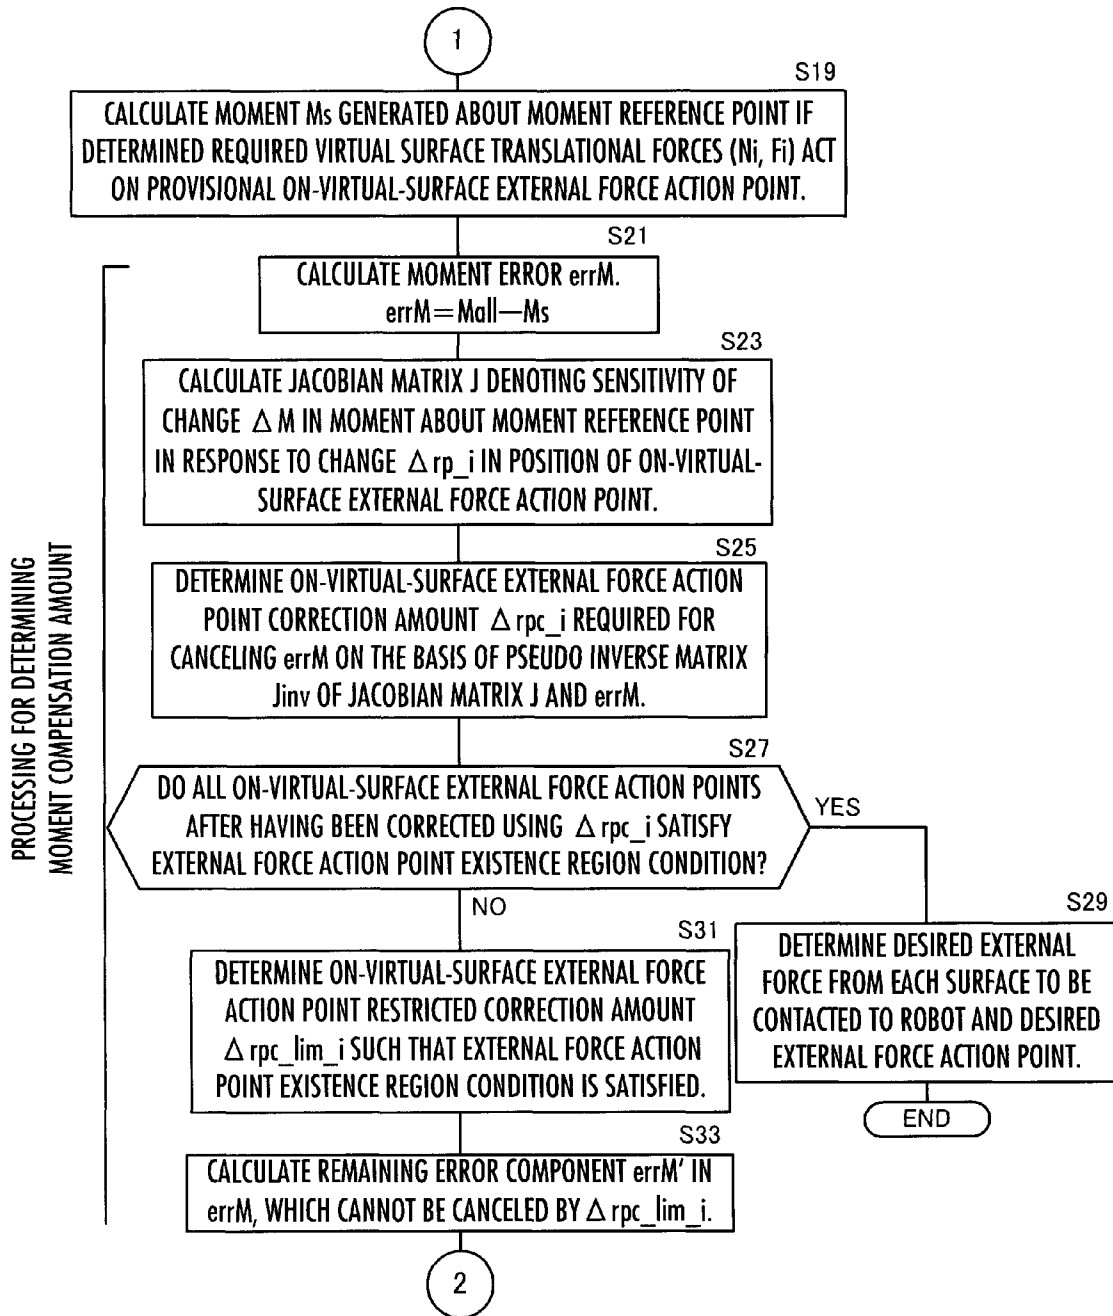 1
S19
CALCULATE MOMENT Ms GENERATED ABOUT MOMENT REFERENCE POINT IF
DETERMINED REQUIRED VIRTUAL SURFACE TRANSLATIONAL FORCES (Ni, Fi) ACT
ON PROVISIONAL ON-VIRTUAL-SURFACE EXTERNAL FORCE ACTION POINT.
S21
CALCULATE MOMENT ERROR errM.
errM=Mall—Ms
S23
CALCULATE JACOBIAN MATRIX J DENOTING SENSITIVITY OF
CHANGE △M IN MOMENT ABOUT MOMENT REFERENCE POINT
IN RESPONSE TO CHANGE △rp_i IN POSITION OF ON-VIRTUAL-
SURFACE EXTERNAL FORCE ACTION POINT.
S25
DETERMINE ON-VIRTUAL-SURFACE EXTERNAL FORCE ACTION
POINT CORRECTION AMOUNT △rpc_i REQUIRED FOR
CANCELING errM ON THE BASIS OF PSEUDO INVERSE MATRIX
Jinv OF JACOBIAN MATRIX J AND errM.
PROCESSING FOR DETERMINING
MOMENT COMPENSATION AMOUNT
S27
DO ALL ON-VIRTUAL-SURFACE EXTERNAL FORCE ACTION POINTS
AFTER HAVING BEEN CORRECTED USING △rpc_i SATISFY
EXTERNAL FORCE ACTION POINT EXISTENCE REGION CONDITION?
YES
NO
S29
DETERMINE DESIRED EXTERNAL
FORCE FROM EACH SURFACE TO BE
CONTACTED TO ROBOT AND DESIRED
EXTERNAL FORCE ACTION POINT.
END
S31
DETERMINE ON-VIRTUAL-SURFACE EXTERNAL FORCE
ACTION POINT RESTRICTED CORRECTION AMOUNT
△rpc_lim_i SUCH THAT EXTERNAL FORCE ACTION
POINT EXISTENCE REGION CONDITION IS SATISFIED.
S33
CALCULATE REMAINING ERROR COMPONENT errM' IN
errM, WHICH CANNOT BE CANCELED BY △rpc_lim_i.
2